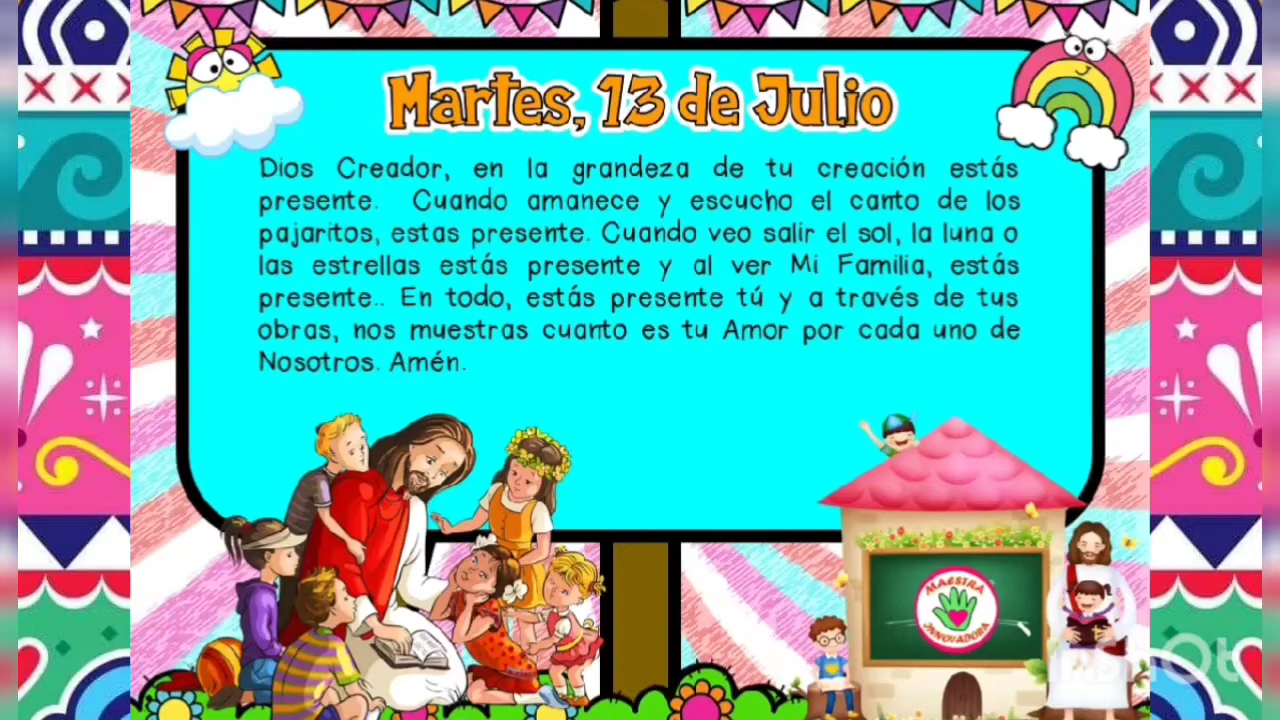 Martes, 13 de Julio
Dios Creador, en la grandeza de tu creación estás
presente. Cuando amanece y escucho el canto de los
pajaritos, estas presente. Cuando veo salir el sol, la luna o
las estrellas estás presente y al ver Mi Familia, estás
presente.. En todo, estás presente tú y a través de tus
obras, nos muestras cuanto es tu Amor por cada uno de
Nosotros. Amén.
MAESTRA
INNOVADORA
InShOt